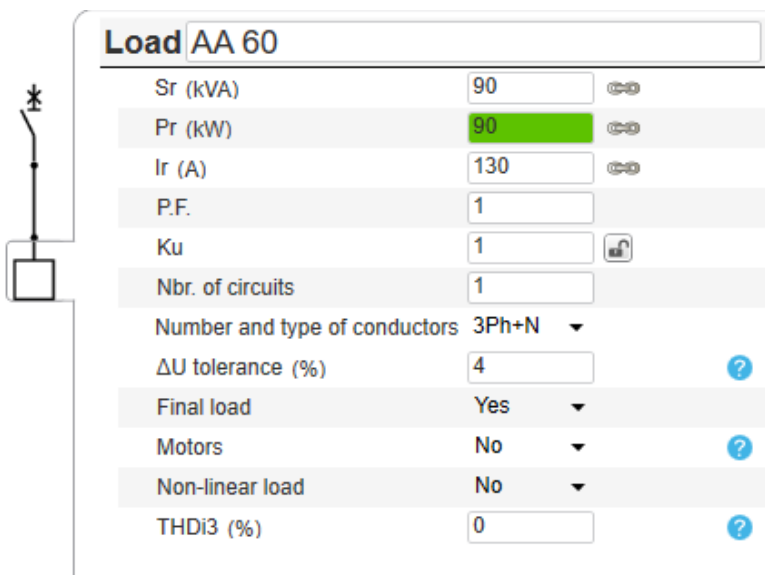 Load AA 60
Sr (kVA) 90
Pr (kW) 90
Ir (A) 130
P.F. 1
Ku 1
Nbr. of circuits 1
Number and type of conductors 3Ph+N
ΔU tolerance (%) 4 ?
Final load Yes
Motors No ?
Non-linear load No
THDi3 (%) 0 ?